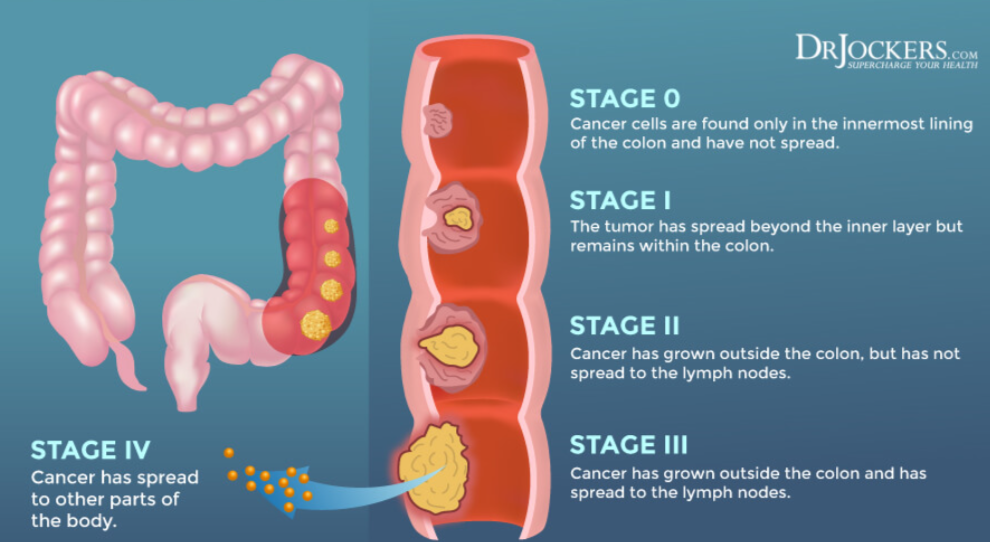 DRJOCKERS.COM
SUPERCHARGE YOUR HEALTH
STAGE 0
Cancer cells are found only in the innermost lining
of the colon and have not spread.
STAGE I
The tumor has spread beyond the inner layer but
remains within the colon.
STAGE II
Cancer has grown outside the colon, but has not
spread to the lymph nodes.
STAGE III
Cancer has grown outside the colon and has
spread to the lymph nodes.
STAGE IV
Cancer has spread
to other parts of
the body.